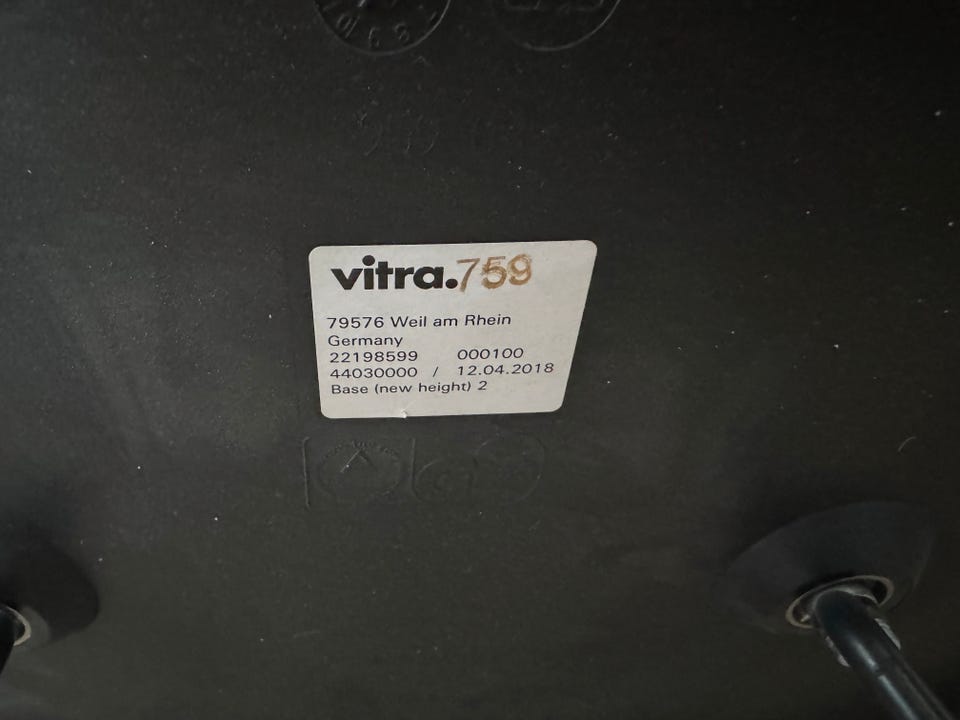 vitra.759
79576 Weil am Rhein
Germany
22198599 000100
44030000 / 12.04.2018
Base (new height) 2